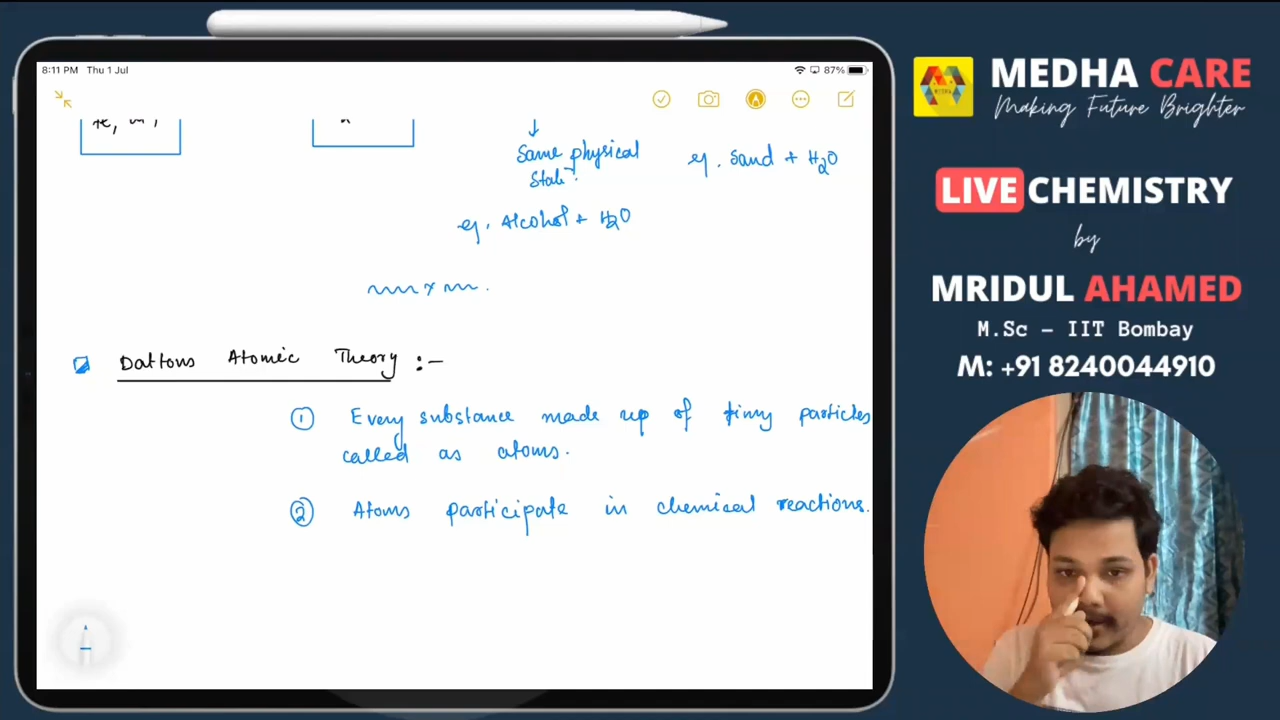 8:11 PM Thu 1 Jul
87%
MEDHA CARE
Making Future Brighter
Same physical
State.
eg. Sand + H2O
eg. Alcohol + H2O
LIVE CHEMISTRY
by
MRIDUL AHAMED
M.Sc – IIT Bombay
M: +91 8240044910
Daltons Atomic Theory :-
① Every substance made up of tiny particles
called as atoms.
② Atoms participate in chemical reactions.